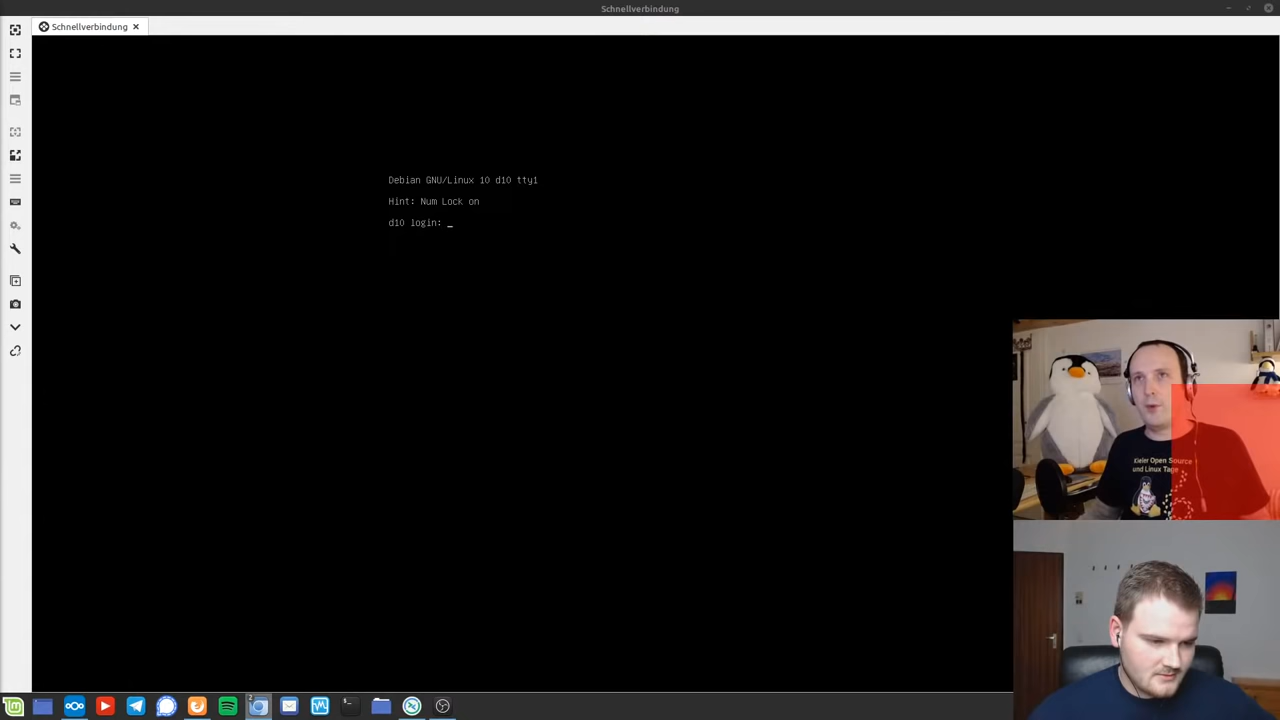 Schnellverbindung
Schnellverbindung
Debian GNU/Linux 10 d10 tty1
Hint: Num Lock on
d10 login: _
Kieler Open Source
und Linux Tage
2